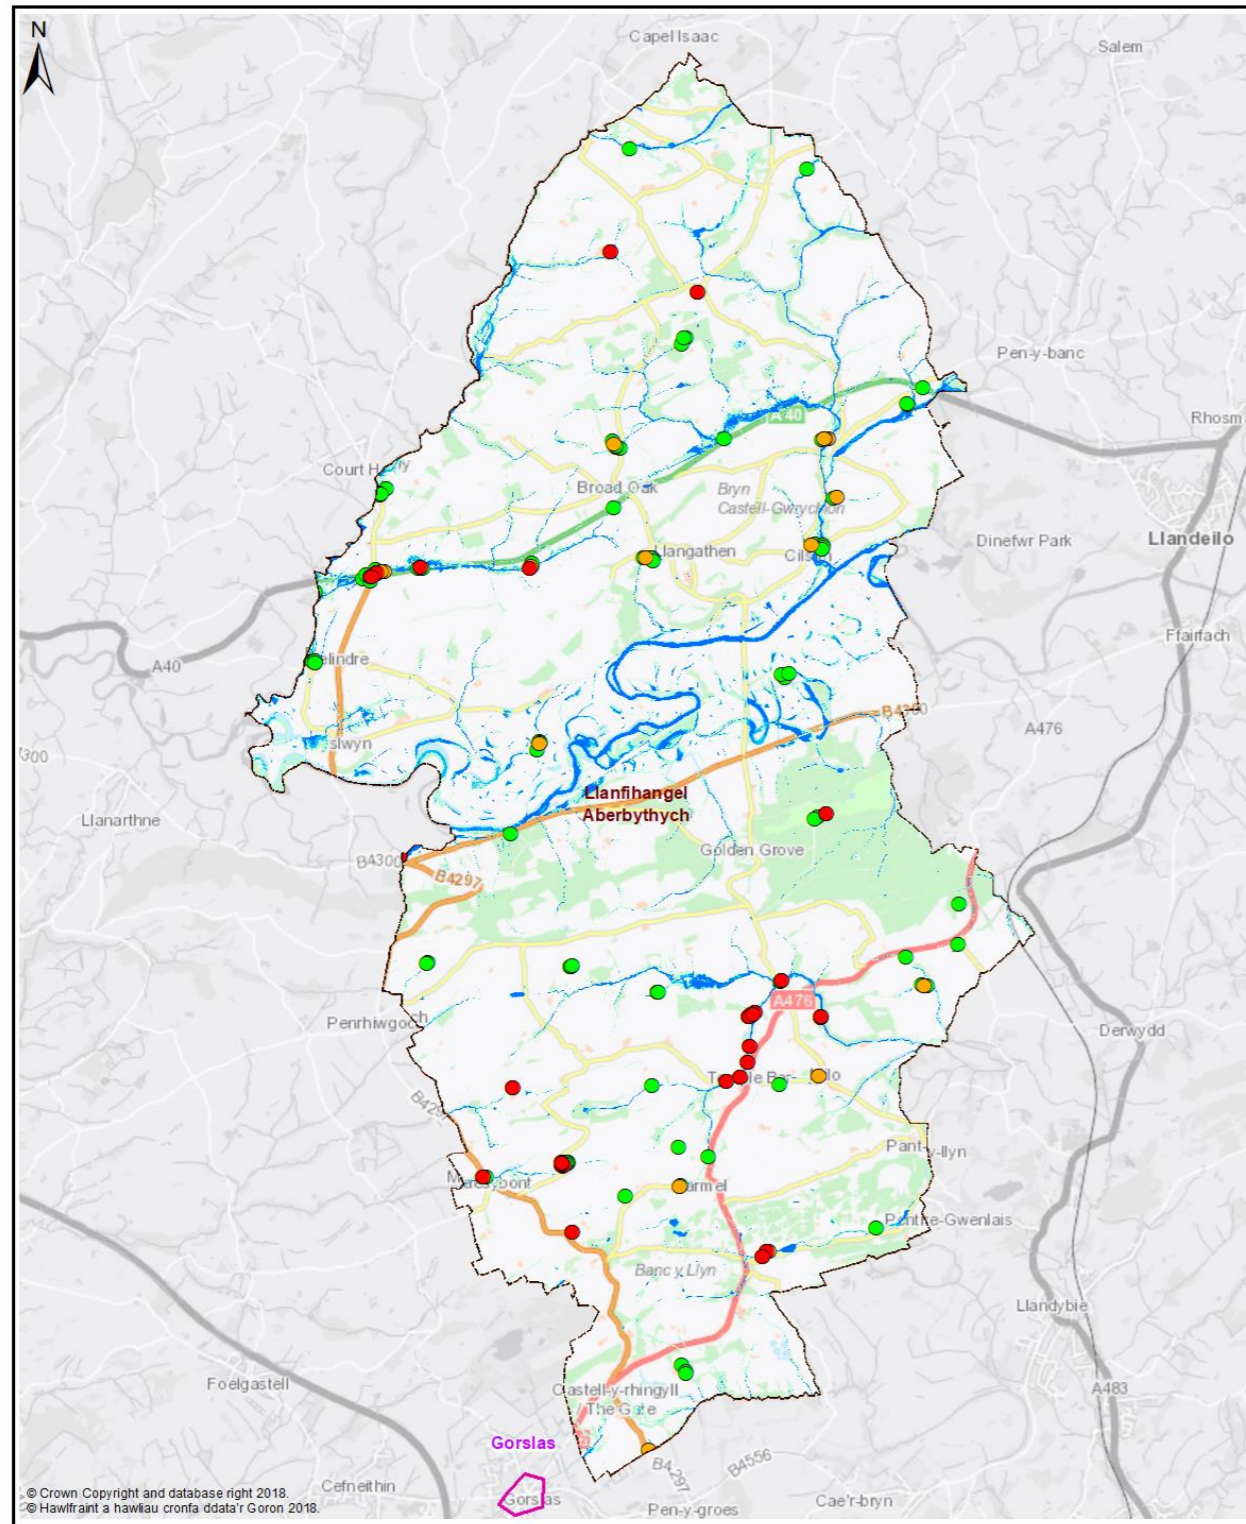 N
Capel Isaac
Salem
Pen-y-banc
A 40
Rhosm
Court Henry
Broad Oak
Bryn
Castell-Gwrychion
Llandeilo
Dinefwr Park
Llangathen
Ffairfach
A40
B4300
A476
Llanarthne
Llanfihangel
Aberbythych
Golden Grove
B4300
B4297
A476
Penrhiwgoch
Derwydd
Pant-y-llyn
Pentre-Gwenlais
Banc y Llyn
Llandybie
Foelgastell
Castell-y-rhingyll
/ The Gate
A483
Gorslas
B4297
B4556
Cefneithin
Gorslas
Pen-y-groes
Cae'r-bryn
© Crown Copyright and database right 2018.
© Hawlfraint a hawliau cronfa ddata'r Goron 2018.